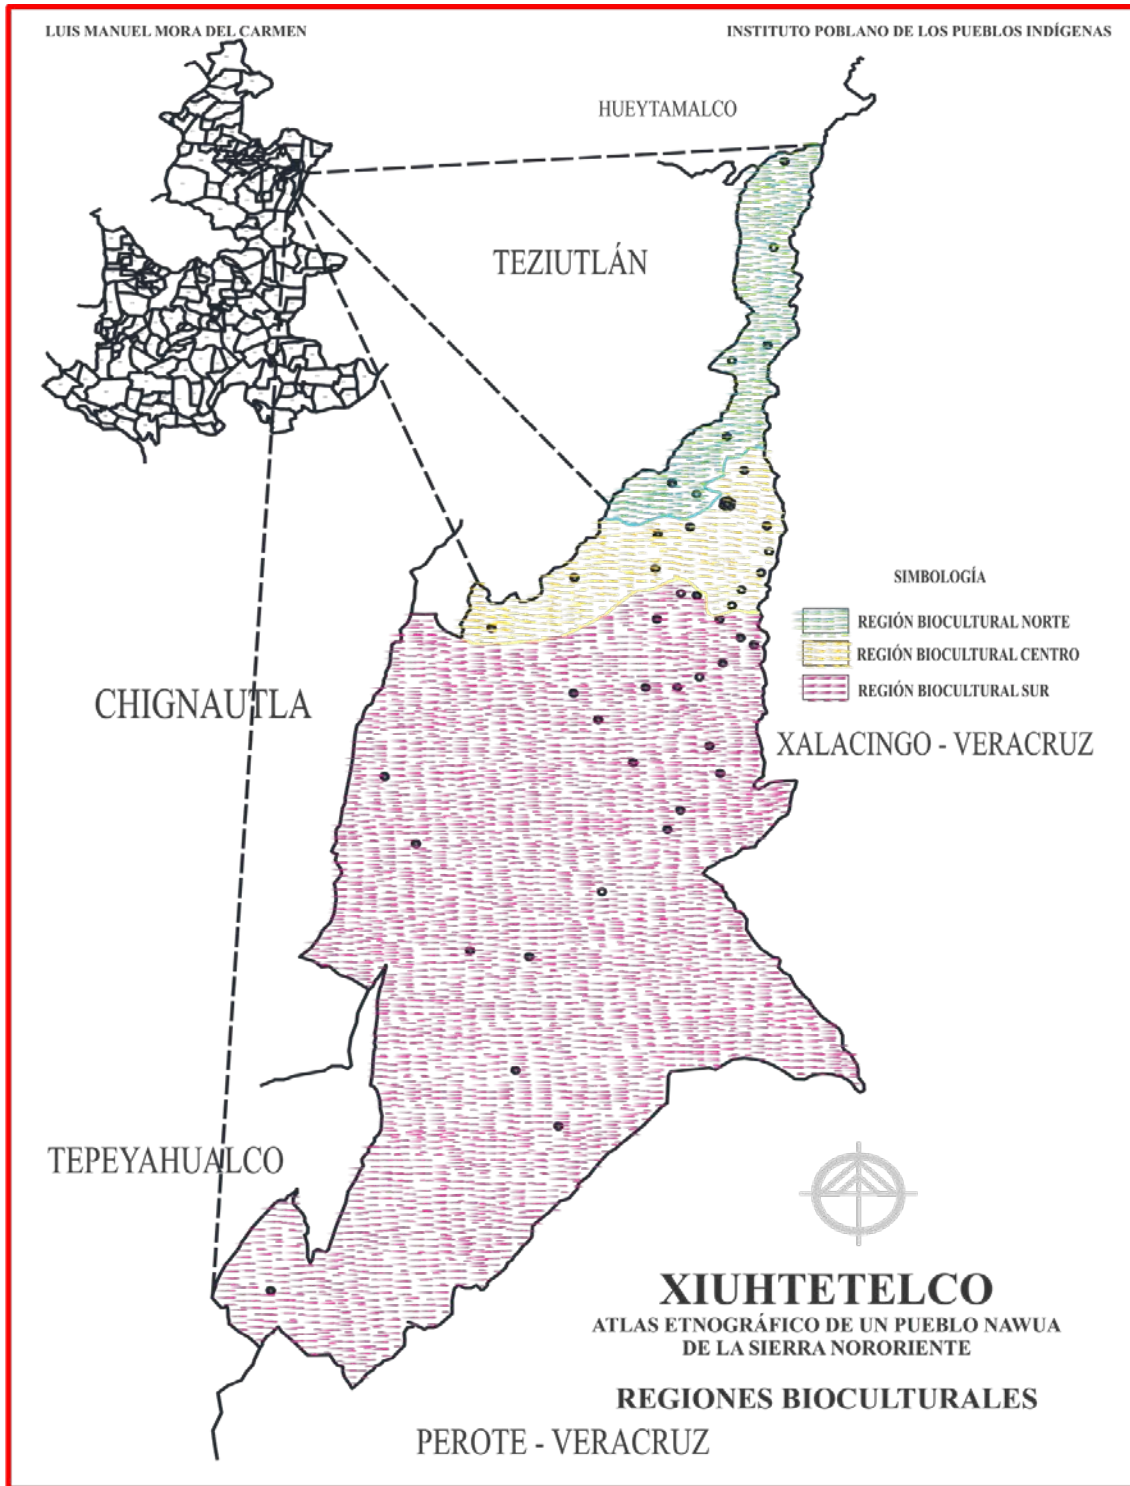 LUIS MANUEL MORA DEL CARMEN
INSTITUTO POBLANO DE LOS PUEBLOS INDÍGENAS
HUEYTAMALCO
TEZIUTLÁN
SIMBOLOGÍA
REGIÓN BIOCULTURAL NORTE
REGIÓN BIOCULTURAL CENTRO
REGIÓN BIOCULTURAL SUR
CHIGNAUTLA
XALACINGO - VERACRUZ
TEPEYAHUALCO
XIUHTETELCO
ATLAS ETNOGRÁFICO DE UN PUEBLO NAWUA
DE LA SIERRA NORORIENTE
REGIONES BIOCULTURALES
PEROTE - VERACRUZ